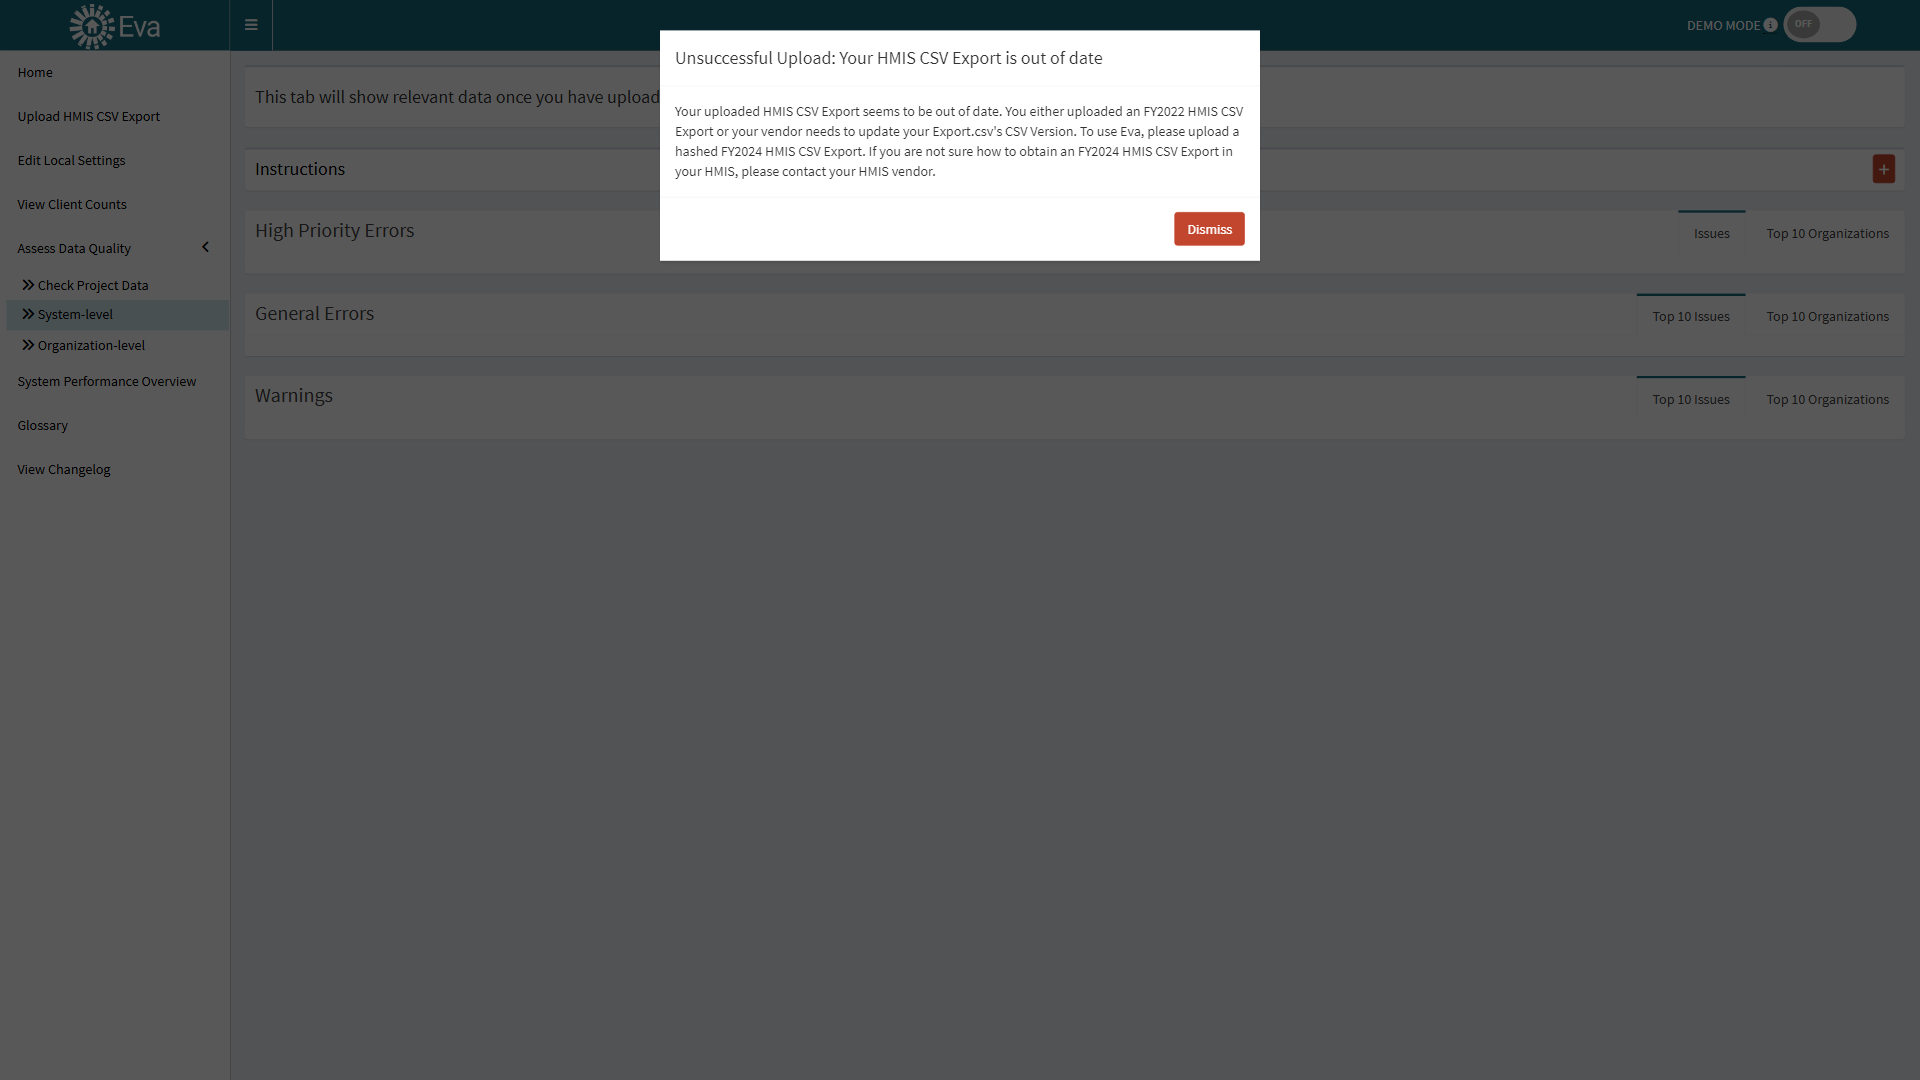 Eva
DEMO MODE
OFF
Home
Upload HMIS CSV Export
Edit Local Settings
View Client Counts
Assess Data Quality
Check Project Data
System-level
Organization-level
System Performance Overview
Glossary
View Changelog
Unsuccessful Upload: Your HMIS CSV Export is out of date
Your uploaded HMIS CSV Export seems to be out of date. You either uploaded an FY2022 HMIS CSV
Export or your vendor needs to update your Export.csv's CSV Version. To use Eva, please upload a
hashed FY2024 HMIS CSV Export. If you are not sure how to obtain an FY2024 HMIS CSV Export in
your HMIS, please contact your HMIS vendor.
Dismiss
This tab will show relevant data once you have upload
Instructions
High Priority Errors
Issues Top 10 Organizations
General Errors
Top 10 Issues Top 10 Organizations
Warnings
Top 10 Issues Top 10 Organizations